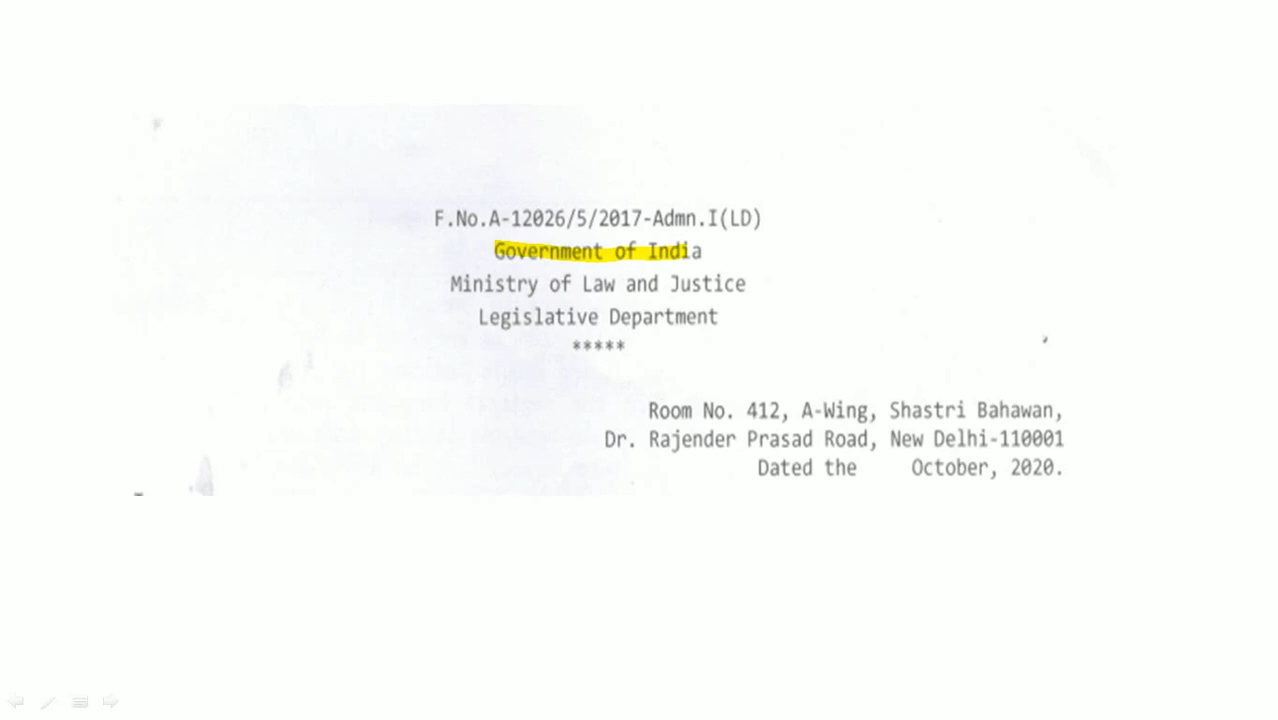 F.No.A-12026/5/2017-Admn.I(LD)
Government of India
Ministry of Law and Justice
Legislative Department
*****
Room No. 412, A-Wing, Shastri Bahawan,
Dr. Rajender Prasad Road, New Delhi-110001
Dated the October, 2020.